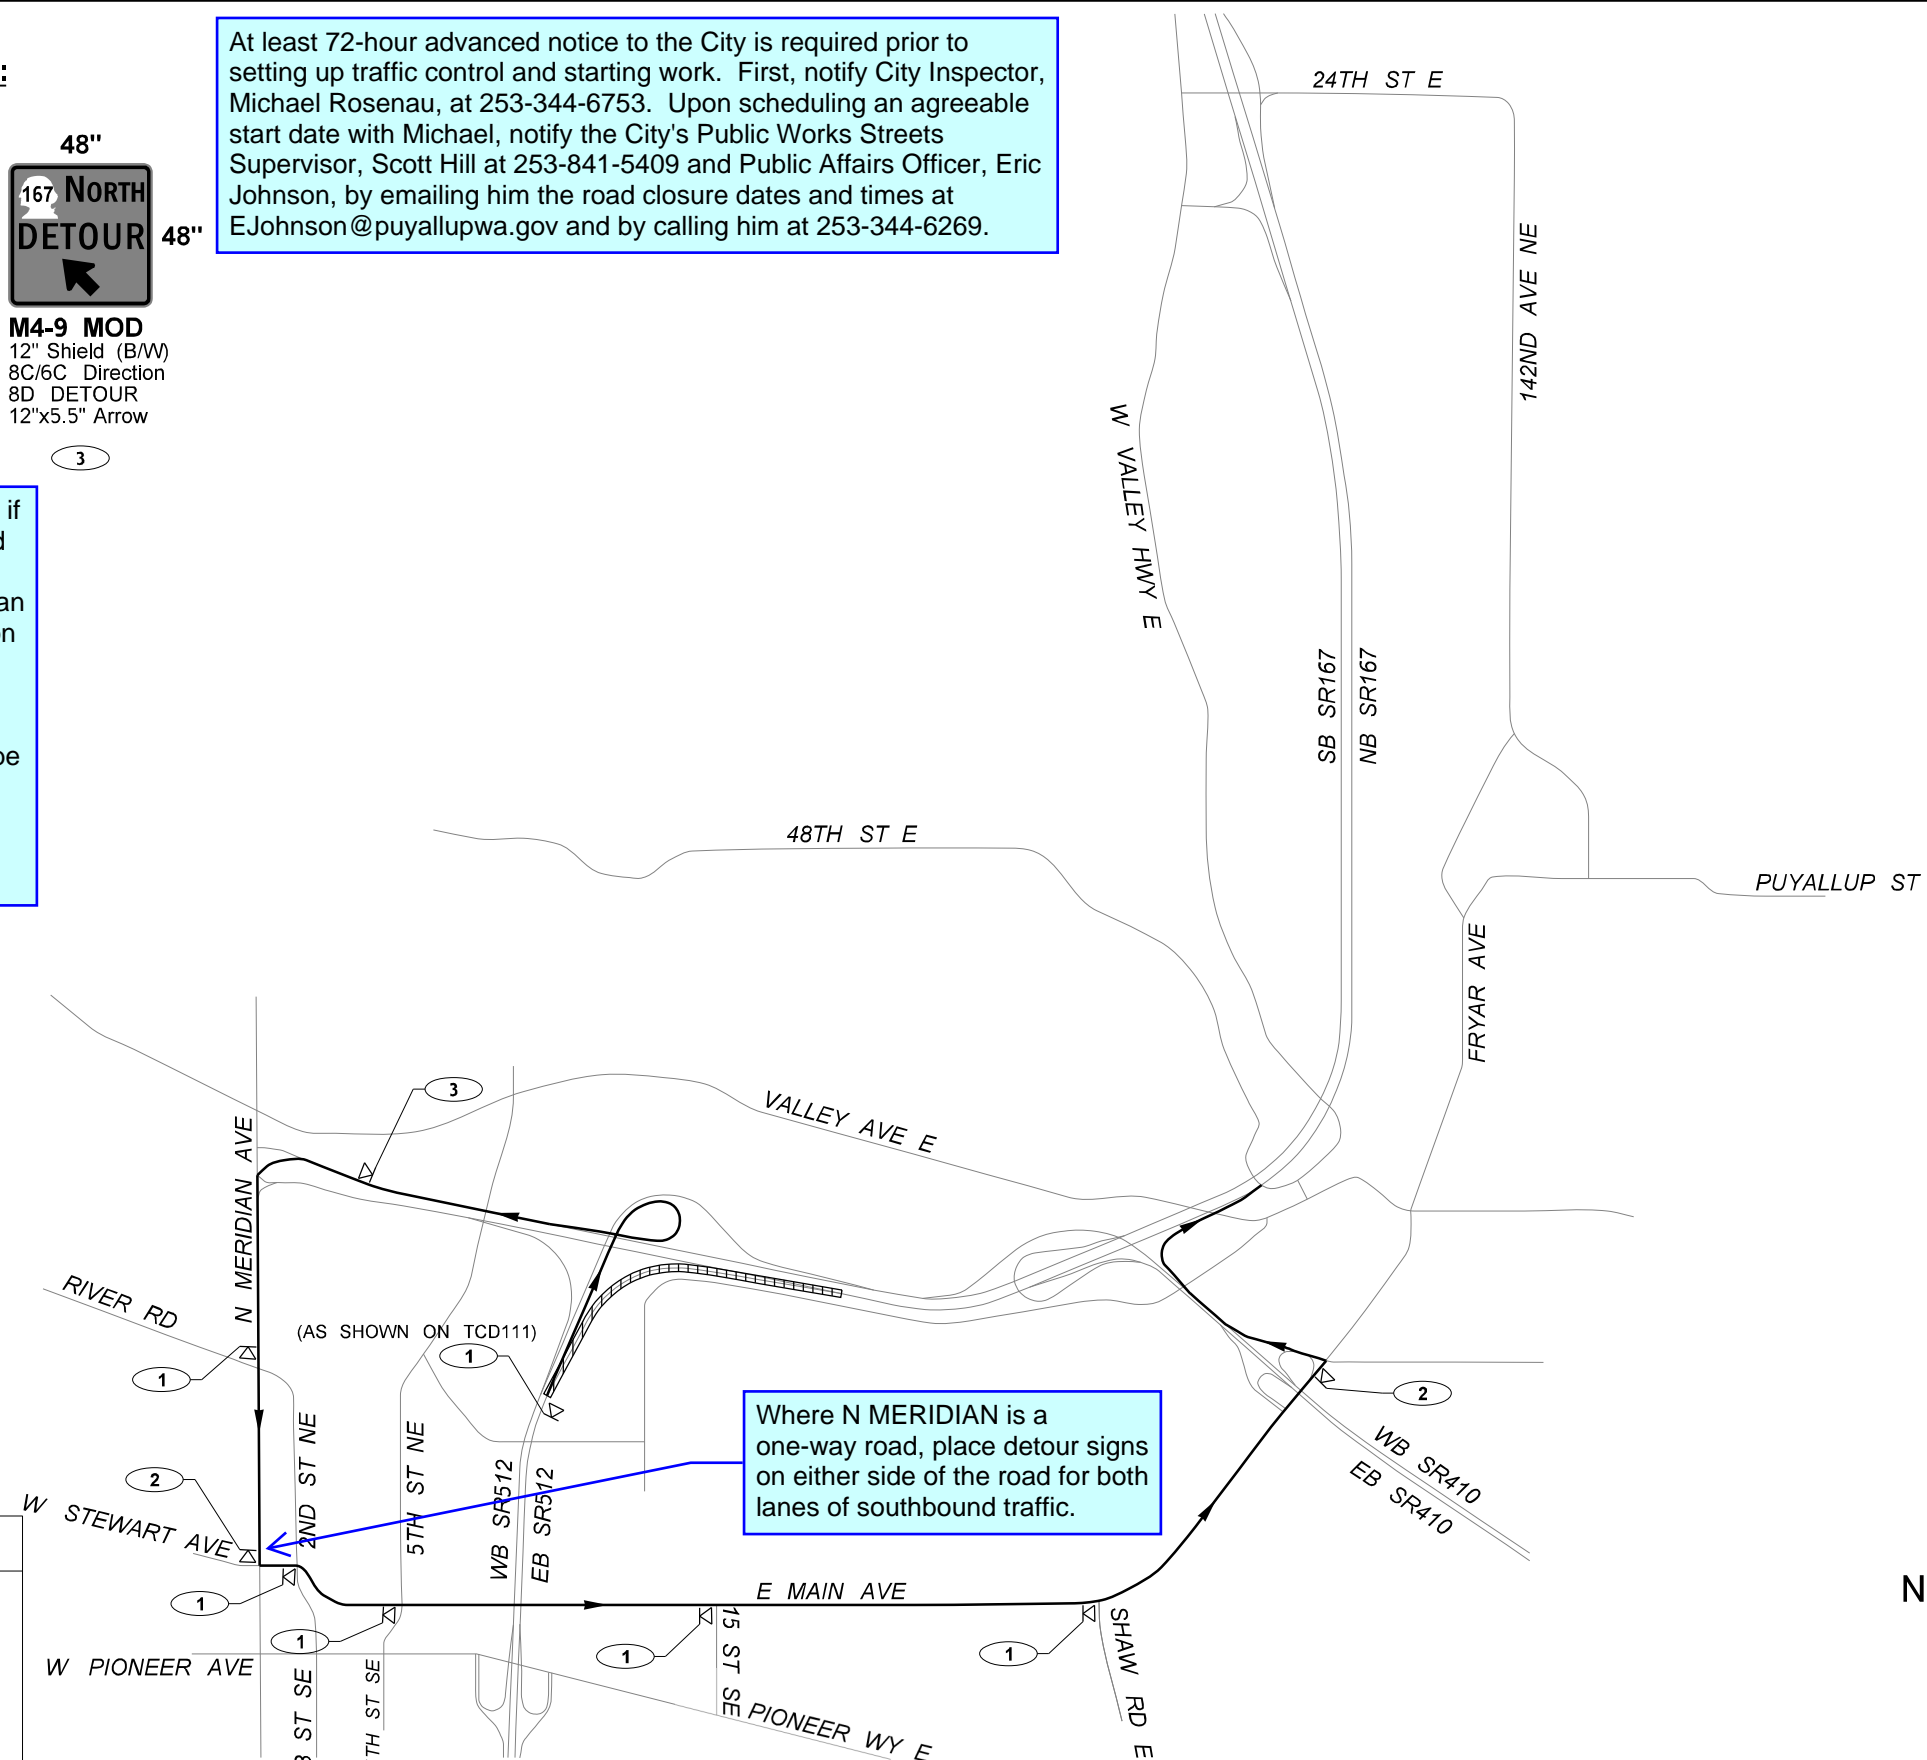 At least 72-hour advanced notice to the City is required prior to
setting up traffic control and starting work. First, notify City Inspector,
Michael Rosenau, at 253-344-6753. Upon scheduling an agreeable
start date with Michael, notify the City's Public Works Streets
Supervisor, Scott Hill at 253-841-5409 and Public Affairs Officer, Eric
Johnson, by emailing him the road closure dates and times at
EJohnson@puyallupwa.gov and by calling him at 253-344-6269.
48"
167 NORTH
DETOUR
48"
M4-9 MOD
12" Shield (B/W)
8C/6C Direction
8D DETOUR
12"x5.5" Arrow
3
if
an
24TH ST E
142ND AVE NE
W VALLEY HWY E
SB SR167
NB SR167
48TH ST E
PUYALLUP ST
FRYAR AVE
3
VALLEY AVE E
N MERIDIAN AVE
RIVER RD
(AS SHOWN ON TCD111)
1
1
2
Where N MERIDIAN is a
one-way road, place detour signs
on either side of the road for both
lanes of southbound traffic.
2ND ST NE
5TH ST NE
WB SR512
EB SR512
WB SR410
EB SR410
2
W STEWART AVE
1
E MAIN AVE
1
1
1
N
W PIONEER AVE
ST SE
TH ST SE
15 ST SE
PIONEER WY E
SHAW RD E